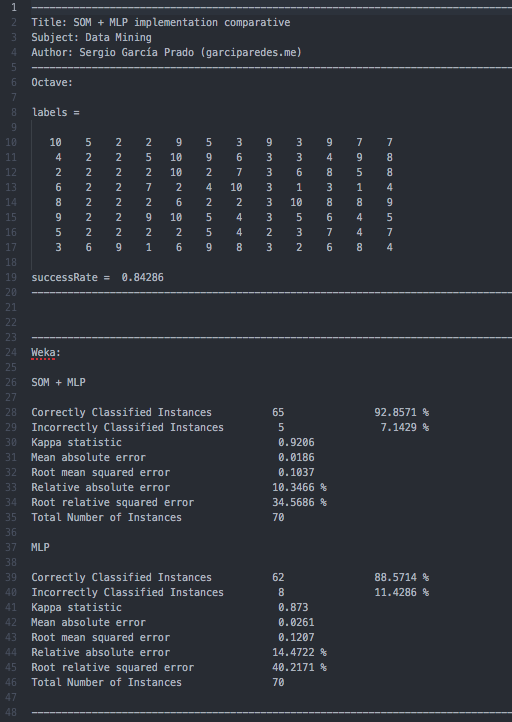 1
2 Title: SOM + MLP implementation comparative
3 Subject: Data Mining
4 Author: Sergio García Prado (garciparedes.me)
5
6 Octave:
7
8 labels =
9
10 10 5 2 2 9 5 3 9 3 9 7 7
11 4 2 2 5 10 9 6 3 3 4 9 8
12 2 2 2 2 10 2 7 3 6 8 5 8
13 6 2 2 7 2 4 10 3 1 3 1 4
14 8 2 2 2 6 2 2 3 10 8 8 9
15 9 2 2 9 10 5 4 3 5 6 4 5
16 5 2 2 2 2 5 4 2 3 7 4 7
17 3 6 9 1 6 9 8 3 2 6 8 4
18
19 successRate = 0.84286
20
21
22
23
24 Weka:
25
26 SOM + MLP
27
28 Correctly Classified Instances 65 92.8571 %
29 Incorrectly Classified Instances 5 7.1429 %
30 Kappa statistic 0.9206
31 Mean absolute error 0.0186
32 Root mean squared error 0.1037
33 Relative absolute error 10.3466 %
34 Root relative squared error 34.5686 %
35 Total Number of Instances 70
36
37 MLP
38
39 Correctly Classified Instances 62 88.5714 %
40 Incorrectly Classified Instances 8 11.4286 %
41 Kappa statistic 0.873
42 Mean absolute error 0.0261
43 Root mean squared error 0.1207
44 Relative absolute error 14.4722 %
45 Root relative squared error 40.2171 %
46 Total Number of Instances 70
47
48